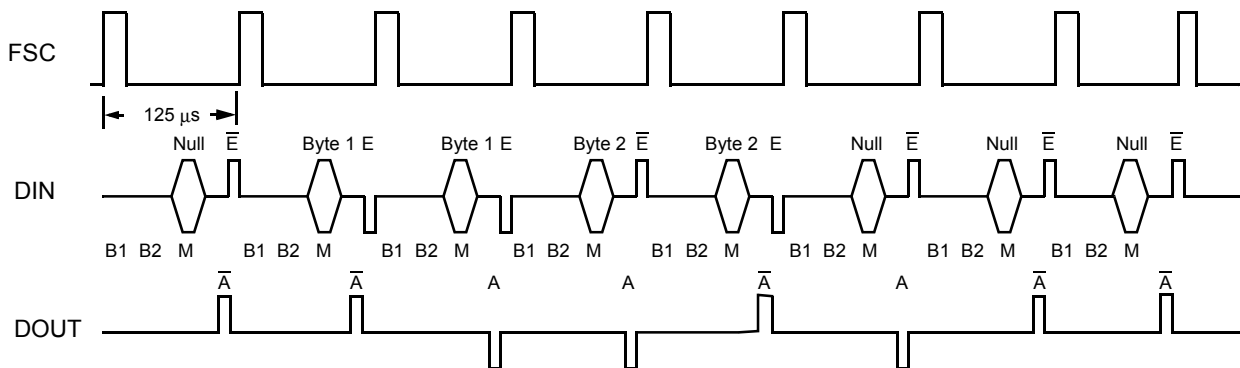 FSC
125 μs
Null E̅ Byte 1 E Byte 1 E Byte 2 E̅ Byte 2 E Null E̅ Null E̅ Null E̅
DIN
B1 B2 M B1 B2 M B1 B2 M B1 B2 M B1 B2 M B1 B2 M B1 B2 M B1 B2 M
A̅ A̅ A A A̅ A A̅ A̅
DOUT